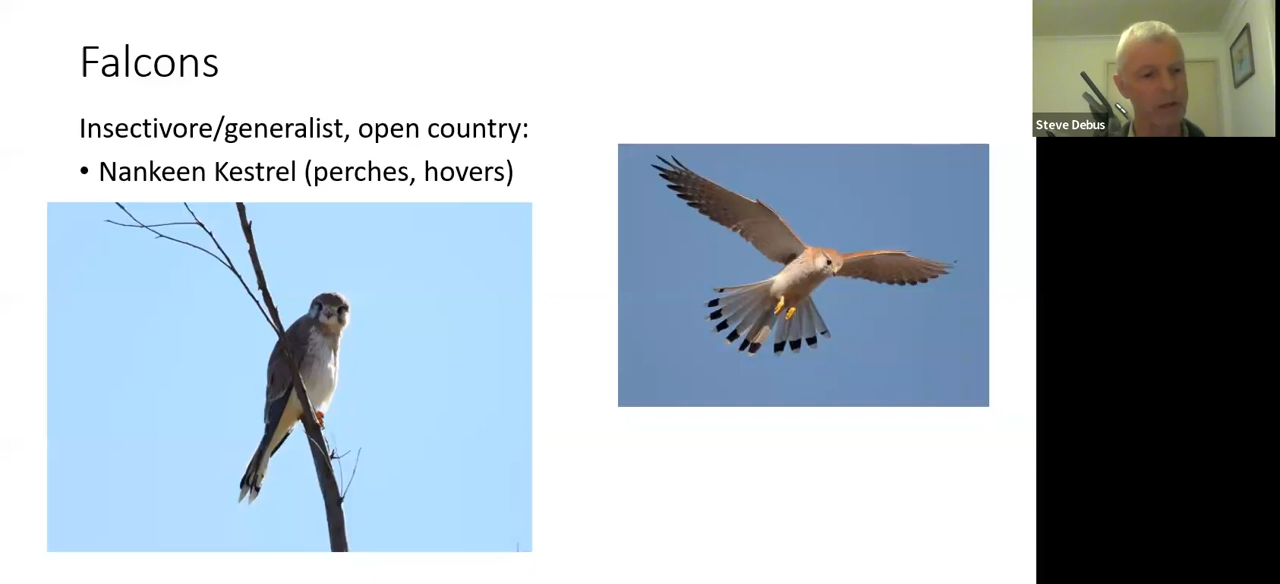 Falcons
Insectivore/generalist, open country:
• Nankeen Kestrel (perches, hovers)
Steve Debus